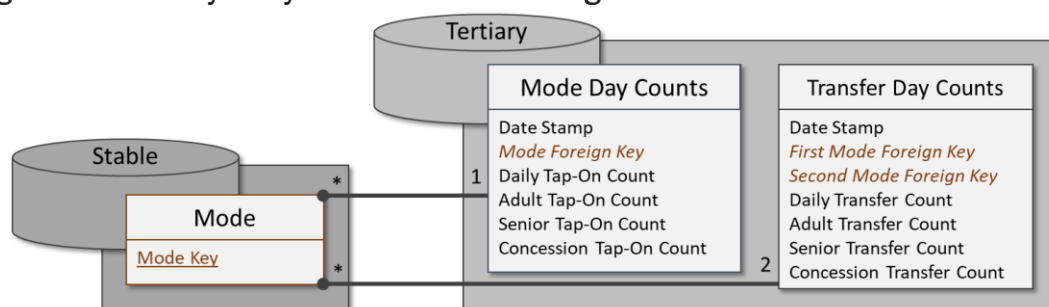 Tertiary
Mode Day Counts
Date Stamp
Mode Foreign Key
Daily Tap-On Count
Adult Tap-On Count
Senior Tap-On Count
Concession Tap-On Count
Transfer Day Counts
Date Stamp
First Mode Foreign Key
Second Mode Foreign Key
Daily Transfer Count
Adult Transfer Count
Senior Transfer Count
Concession Transfer Count
Stable
Mode
Mode Key
*
1
*
2